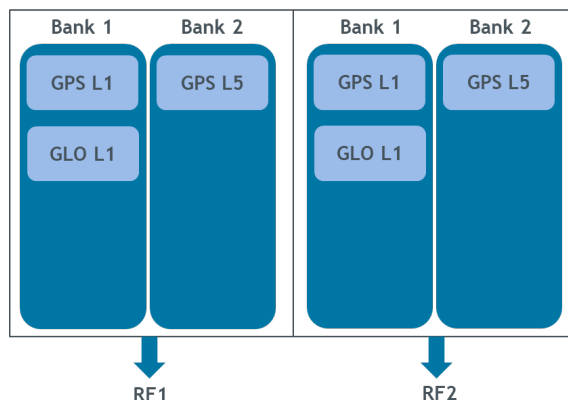 Bank 1 Bank 2 Bank 1 Bank 2
GPS L1 GPS L5 GPS L1 GPS L5
GLO L1 GLO L1
RF1 RF2